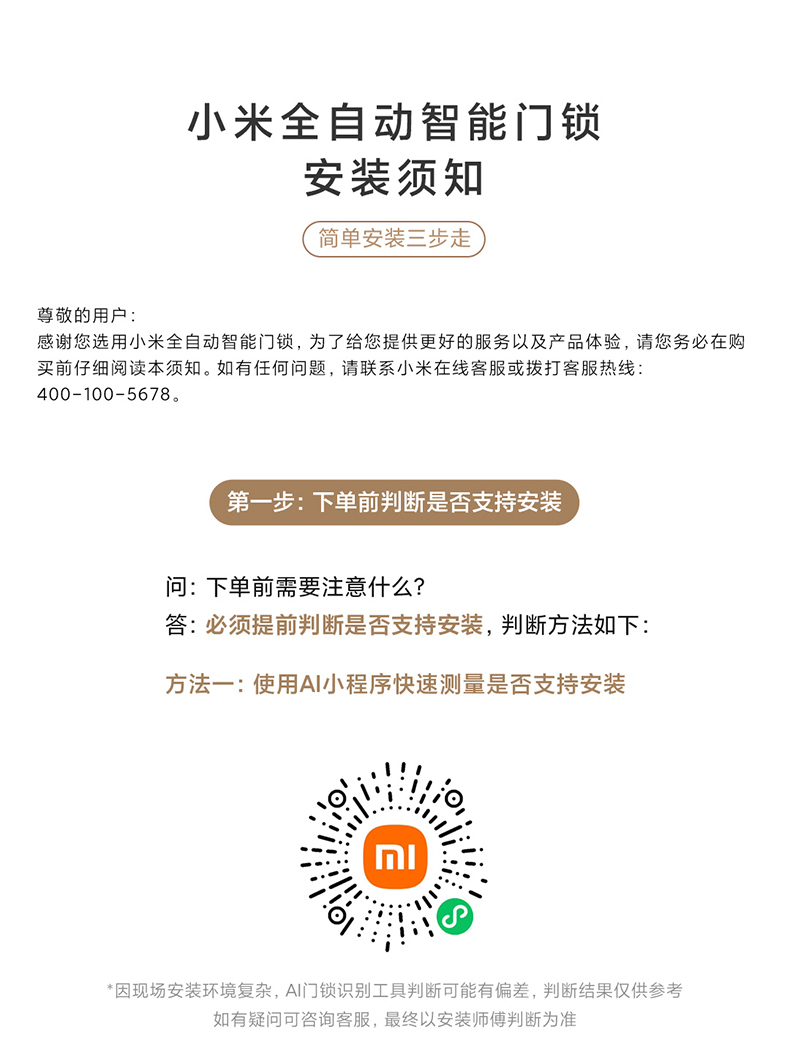 小米全自动智能门锁
安装须知
简单安装三步走
尊敬的用户：
感谢您选用小米全自动智能门锁，为了给您提供更好的服务以及产品体验，请您务必在购
买前仔细阅读本须知。如有任何问题，请联系小米在线客服或拨打客服热线：
400-100-5678。
第一步：下单前判断是否支持安装
问：下单前需要注意什么？
答：必须提前判断是否支持安装，判断方法如下：
方法一：使用AI小程序快速测量是否支持安装
mi
*因现场安装环境复杂，AI门锁识别工具判断可能有偏差，判断结果仅供参考
如有疑问可咨询客服，最终以安装师傅判断为准